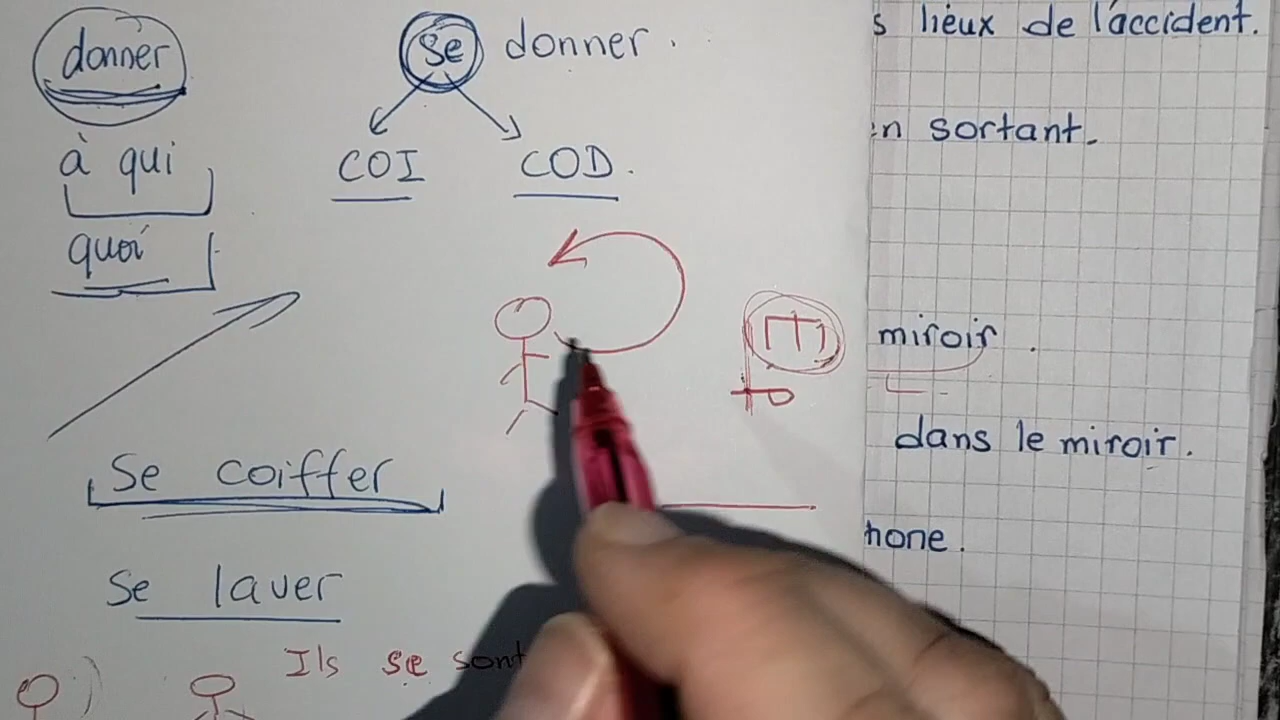 donner
se donner.
à qui
COI COD.
quoi
Se coiffer
Se laver
Ils se sont
s lieux de l'accident.
n sortant.
miroir.
dans le miroir.
hone.